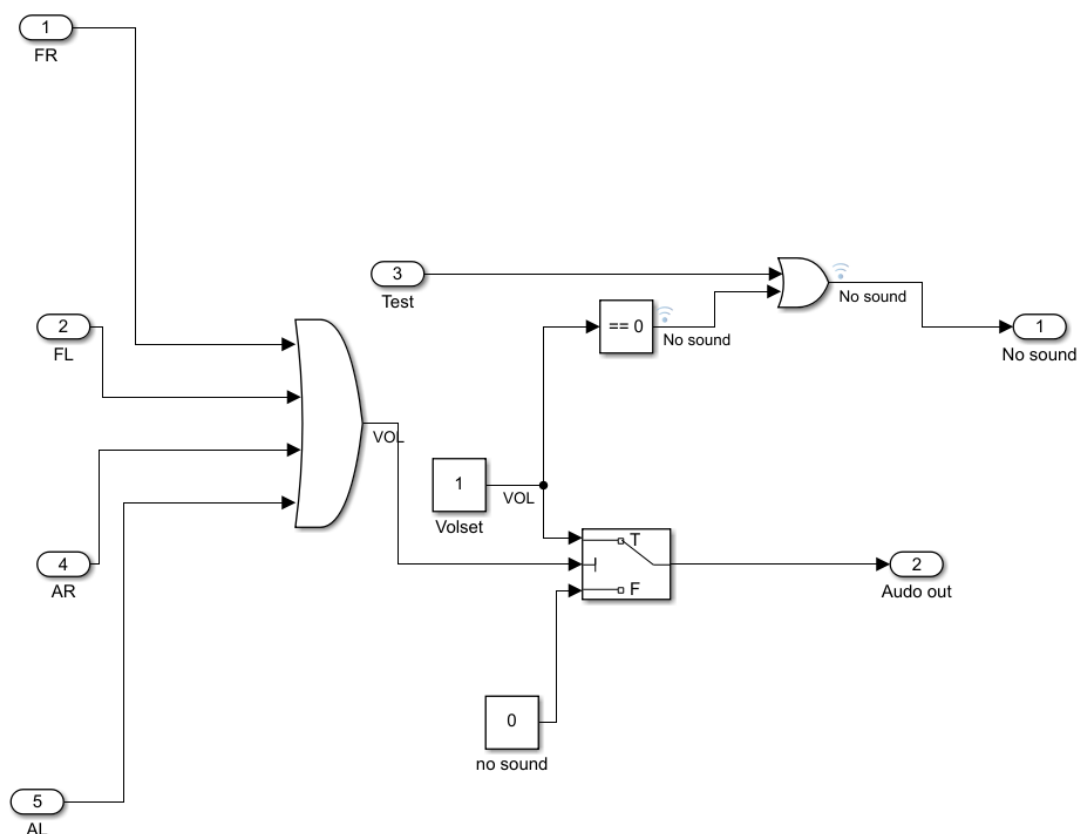 1
FR
2
FL
4
AR
5
AL
VOL
3
Test
== 0
No sound
No sound
1
No sound
1
Volset
VOL
T
F
2
Audo out
0
no sound